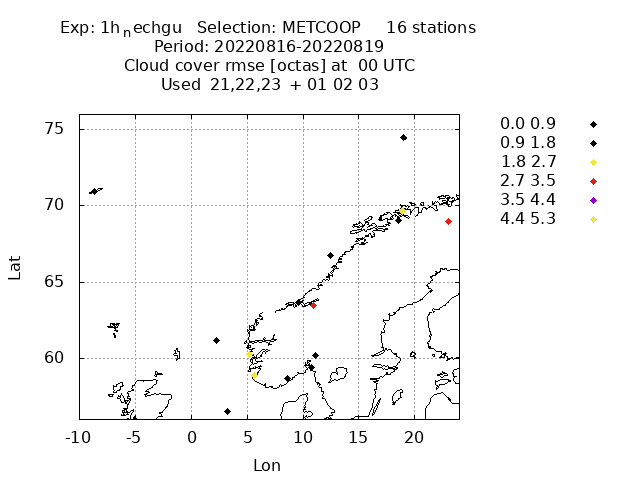 Exp: 1h_nechgu Selection: METCOOP 16 stations
Period: 20220816-20220819
Cloud cover rmse [octas] at 00 UTC
Used 21,22,23 + 01 02 03
0.0 0.9
0.9 1.8
1.8 2.7
2.7 3.5
3.5 4.4
4.4 5.3
75
70
65
60
Lat
-10 -5 0 5 10 15 20
Lon